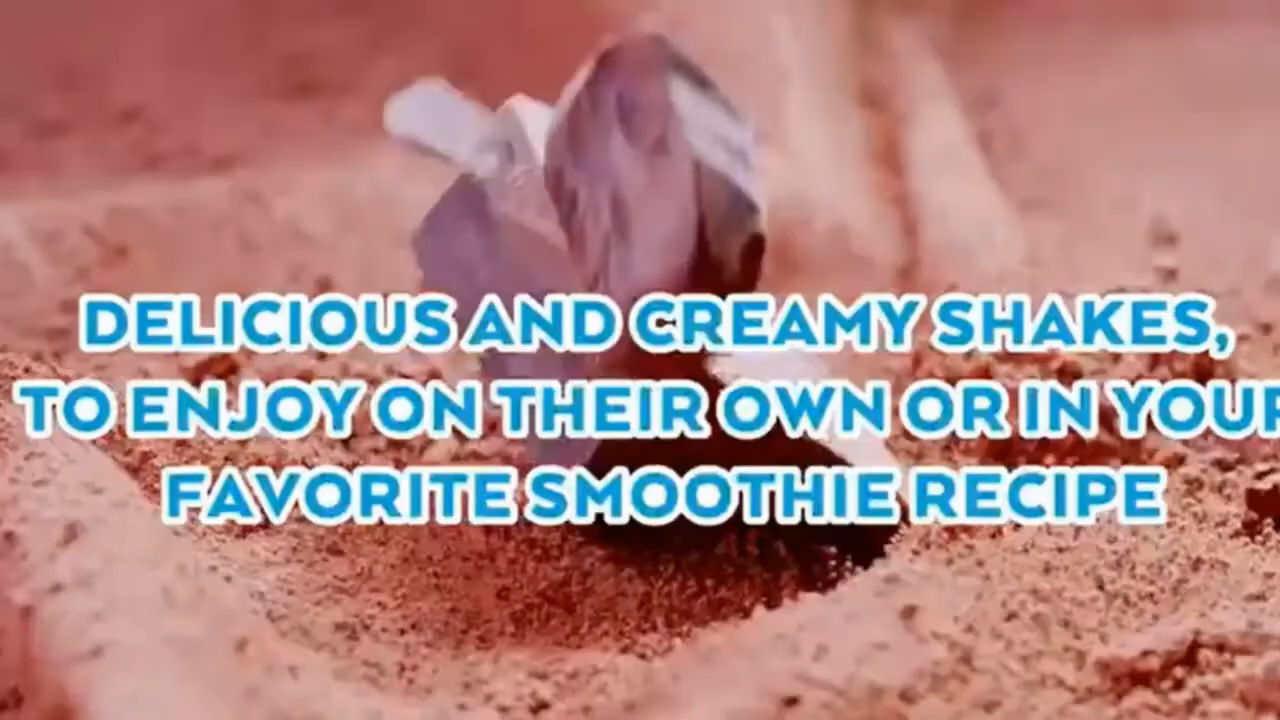 DELICIOUS AND CREAMY SHAKES,
TO ENJOY ON THEIR OWN OR IN YOUR
FAVORITE SMOOTHIE RECIPE